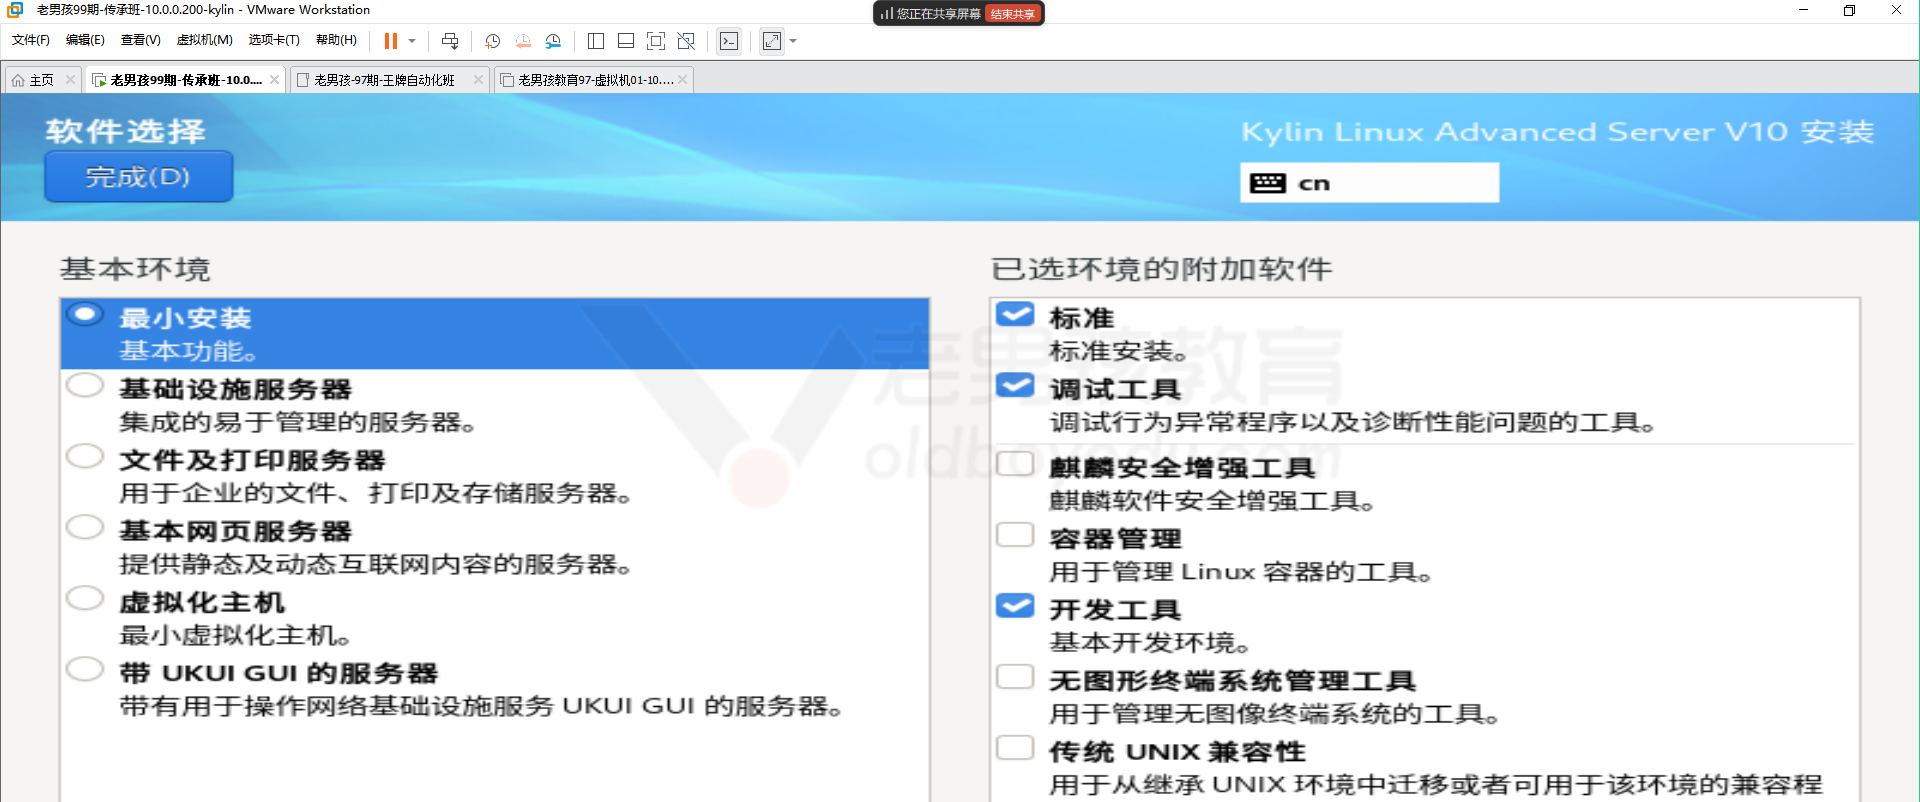 老男孩99期-传承班-10.0.0.200-kylin - VMware Workstation
您正在共享屏幕 结束共享
文件(F) 编辑(E) 查看(V) 虚拟机(M) 选项卡(T) 帮助(H)
主页 老男孩99期-传承班-10.0.... 老男孩-97期-王牌自动化班 老男孩教育97-虚拟机01-10....
软件选择
Kylin Linux Advanced Server V10 安装
完成(D)
cn
基本环境
最小安装
基本功能。
基础设施服务器
集成的易于管理的服务器。
文件及打印服务器
用于企业的文件、打印及存储服务器。
基本网页服务器
提供静态及动态互联网内容的服务器。
虚拟化主机
最小虚拟化主机。
带 UKUI GUI 的服务器
带有用于操作网络基础设施服务 UKUI GUI 的服务器。
已选环境的附加软件
标准
标准安装。
调试工具
调试行为异常程序以及诊断性能问题的工具。
麒麟安全增强工具
麒麟软件安全增强工具。
容器管理
用于管理 Linux 容器的工具。
开发工具
基本开发环境。
无图形终端系统管理工具
用于管理无图像终端系统的工具。
传统 UNIX 兼容性
用于从继承 UNIX 环境中迁移或者可用于该环境的兼容程
老男孩教育
oldboyedu.com